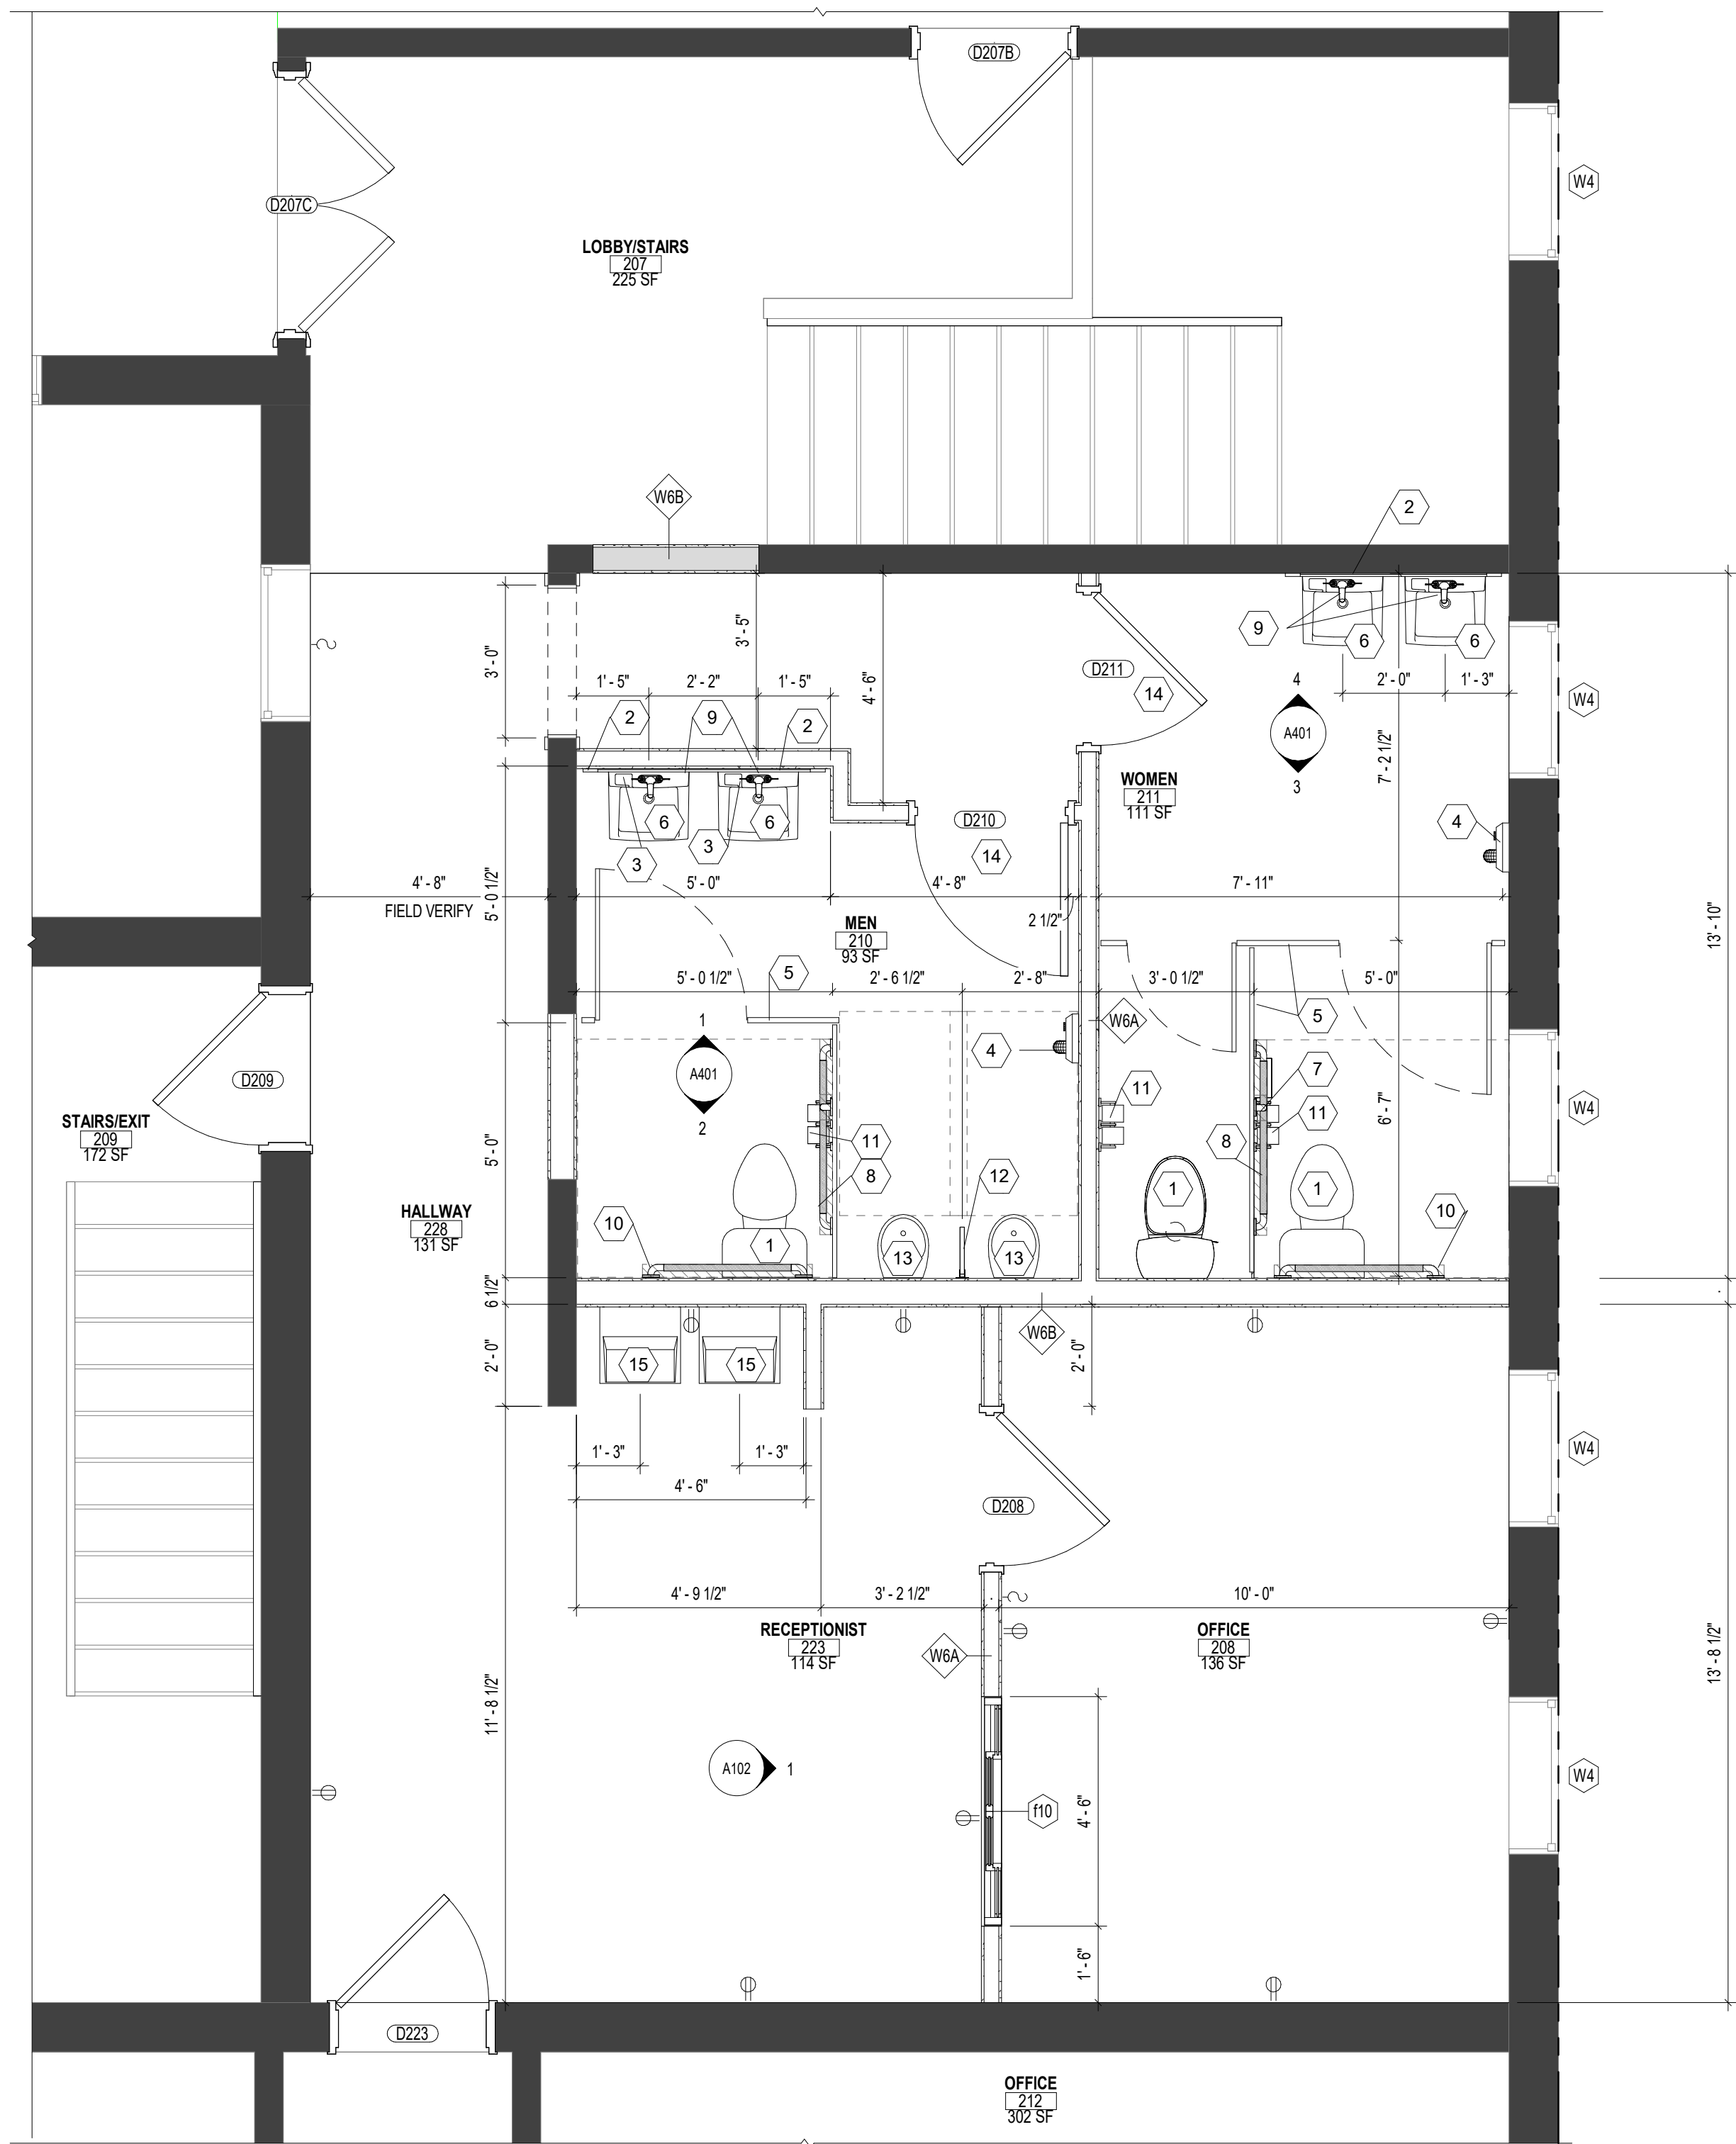 D207B
W4
D207C
LOBBY/STAIRS
207
225 SF
W6B
2
3' - 0"
3' - 5"
4' - 6"
9
6
6
D211
14
4
A401
3
2' - 0"
1' - 3"
W4
1' - 5"
2' - 2"
1' - 5"
2
9
2
7' - 2 1/2"
WOMEN
211
111 SF
6
6
D210
4
3
3
14
4' - 8"
FIELD VERIFY
5' - 0 1/2"
5' - 0"
4' - 8"
7' - 11"
2 1/2"
MEN
210
93 SF
13' - 10"
5' - 0 1/2"
5
2' - 6 1/2"
2' - 8"
3' - 0 1/2"
5' - 0"
1
A401
2
4
W6A
5
7
D209
11
11
W4
STAIRS/EXIT
209
172 SF
5' - 0"
11
8
12
8
6' - 7"
1
1
HALLWAY
228
131 SF
10
1
13
13
10
6 1/2"
2' - 0"
15
15
W6B
2' - 0"
1' - 3"
1' - 3"
4' - 6"
W4
D208
4' - 9 1/2"
3' - 2 1/2"
10' - 0"
RECEPTIONIST
223
114 SF
W6A
OFFICE
208
136 SF
13' - 8 1/2"
11' - 8 1/2"
A102
1
f10
4' - 6"
W4
1' - 6"
D223
OFFICE
212
302 SF